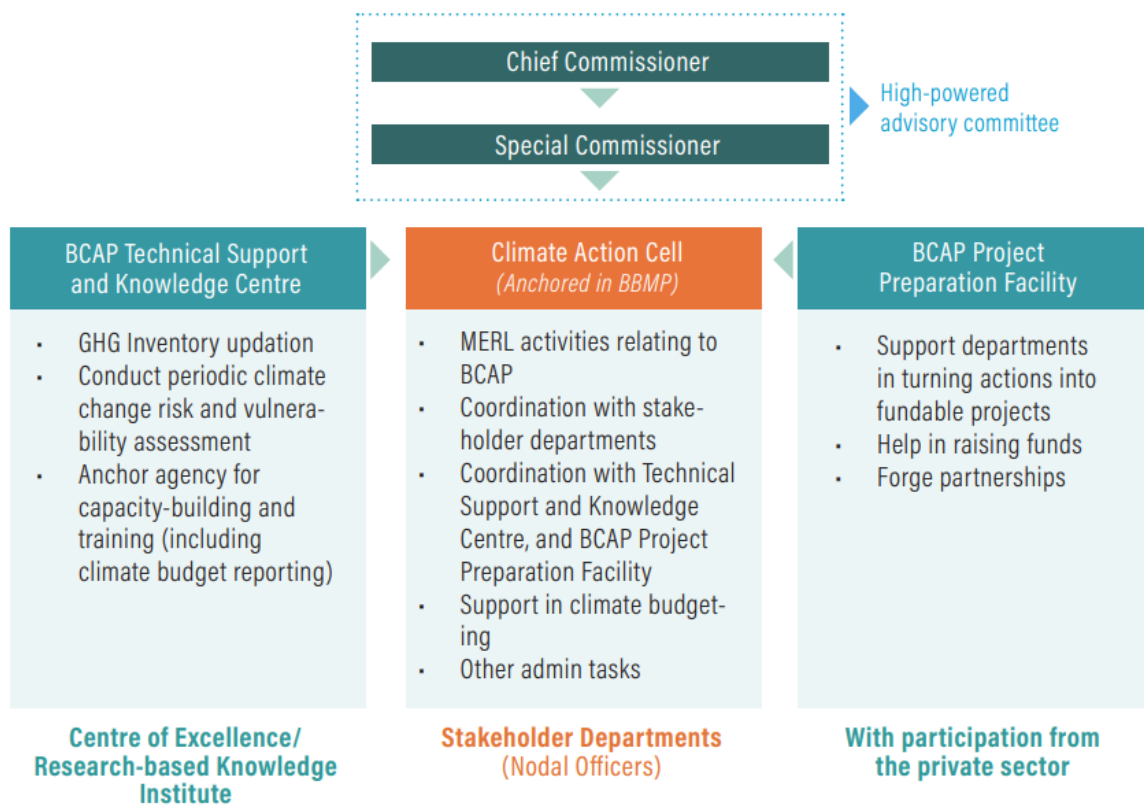 Chief Commissioner
Special Commissioner
High-powered
advisory committee
BCAP Technical Support
and Knowledge Centre
· GHG Inventory updation
· Conduct periodic climate
change risk and vulnera-
bility assessment
· Anchor agency for
capacity-building and
training (including
climate budget reporting)
Centre of Excellence/
Research-based Knowledge
Institute
Climate Action Cell
(Anchored in BBMP)
· MERL activities relating to
BCAP
· Coordination with stake-
holder departments
· Coordination with Technical
Support and Knowledge
Centre, and BCAP Project
Preparation Facility
· Support in climate budget-
ing
· Other admin tasks
Stakeholder Departments
(Nodal Officers)
BCAP Project
Preparation Facility
· Support departments
in turning actions into
fundable projects
· Help in raising funds
· Forge partnerships
With participation from
the private sector